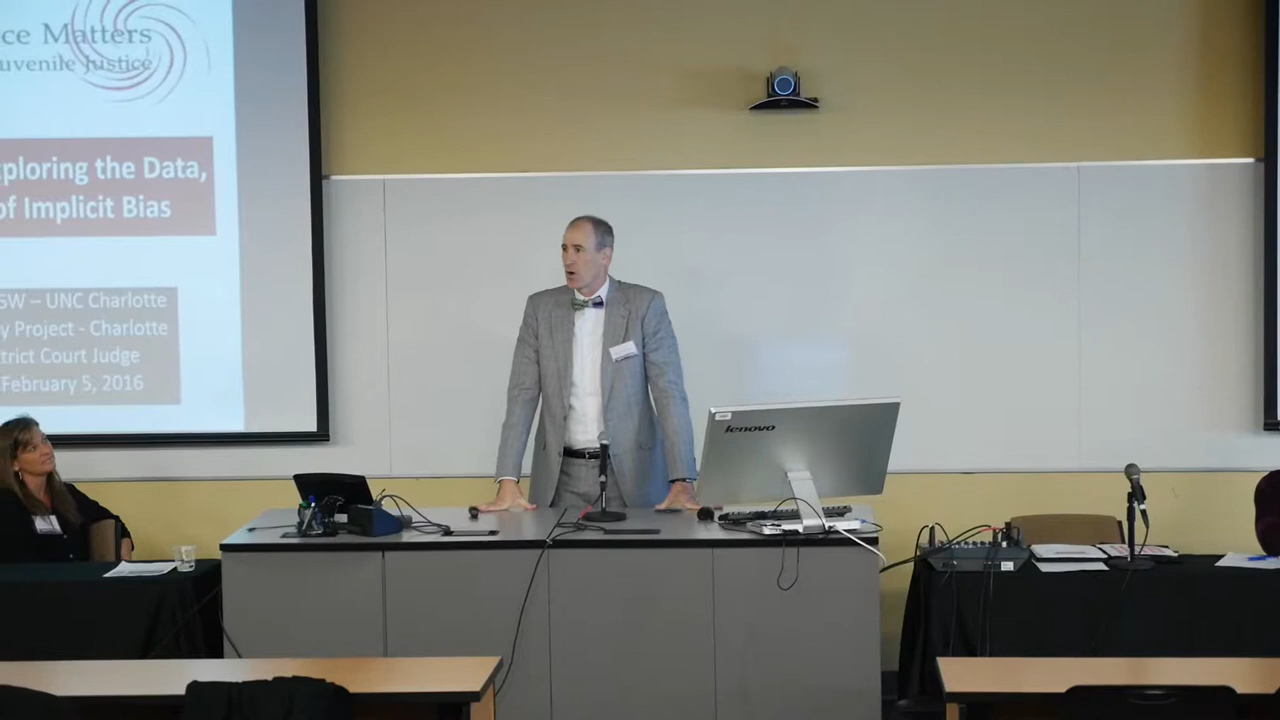 ce Matters
uvenile Justice
ploring the Data,
of Implicit Bias
SW – UNC Charlotte
y Project - Charlotte
trict Court Judge
February 5, 2016
lenovo